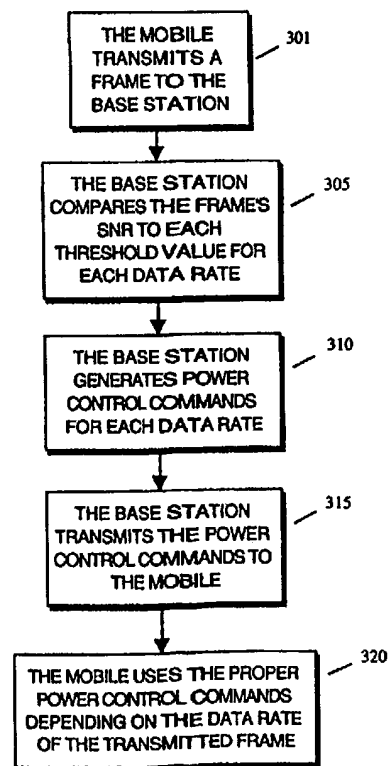 THE MOBILE
TRANSMITS A
FRAME TO THE
BASE STATION
301
THE BASE STATION
COMPARES THE FRAME'S
SNR TO EACH
THRESHOLD VALUE FOR
EACH DATA RATE
305
THE BASE STATION
GENERATES POWER
CONTROL COMMANDS
FOR EACH DATA RATE
310
THE BASE STATION
TRANSMITS THE POWER
CONTROL COMMANDS TO
THE MOBILE
315
THE MOBILE USES THE PROPER
POWER CONTROL COMMANDS
DEPENDING ON THE DATA RATE
OF THE TRANSMITTED FRAME
320